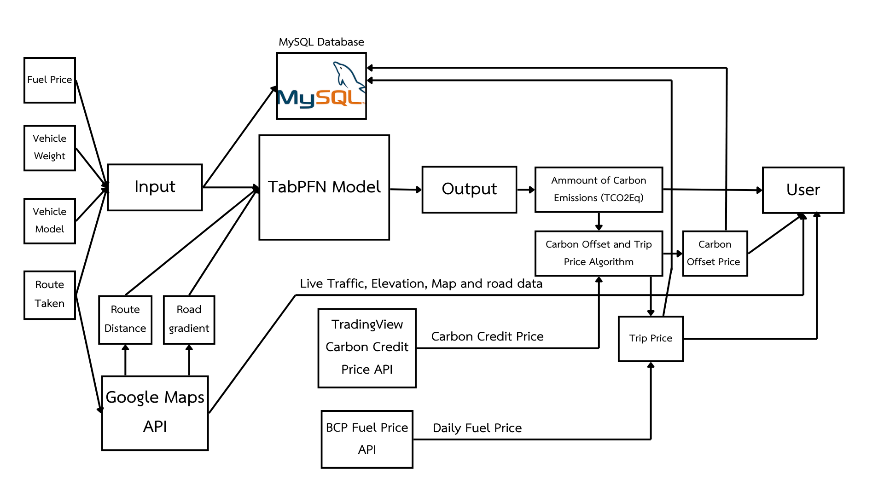 MySQL Database
Fuel Price
MySQL
Vehicle
Weight
Input
TabPFN Model
Output
Ammount of Carbon
Emissions (TCO2Eq)
User
Vehicle
Model
Carbon Offset and Trip
Price Algorithm
Carbon
Offset Price
Route
Taken
Live Traffic, Elevation, Map and road data
Route
Distance
Road
gradient
TradingView
Carbon Credit
Price API
Carbon Credit Price
Trip Price
Google Maps
API
BCP Fuel Price
API
Daily Fuel Price